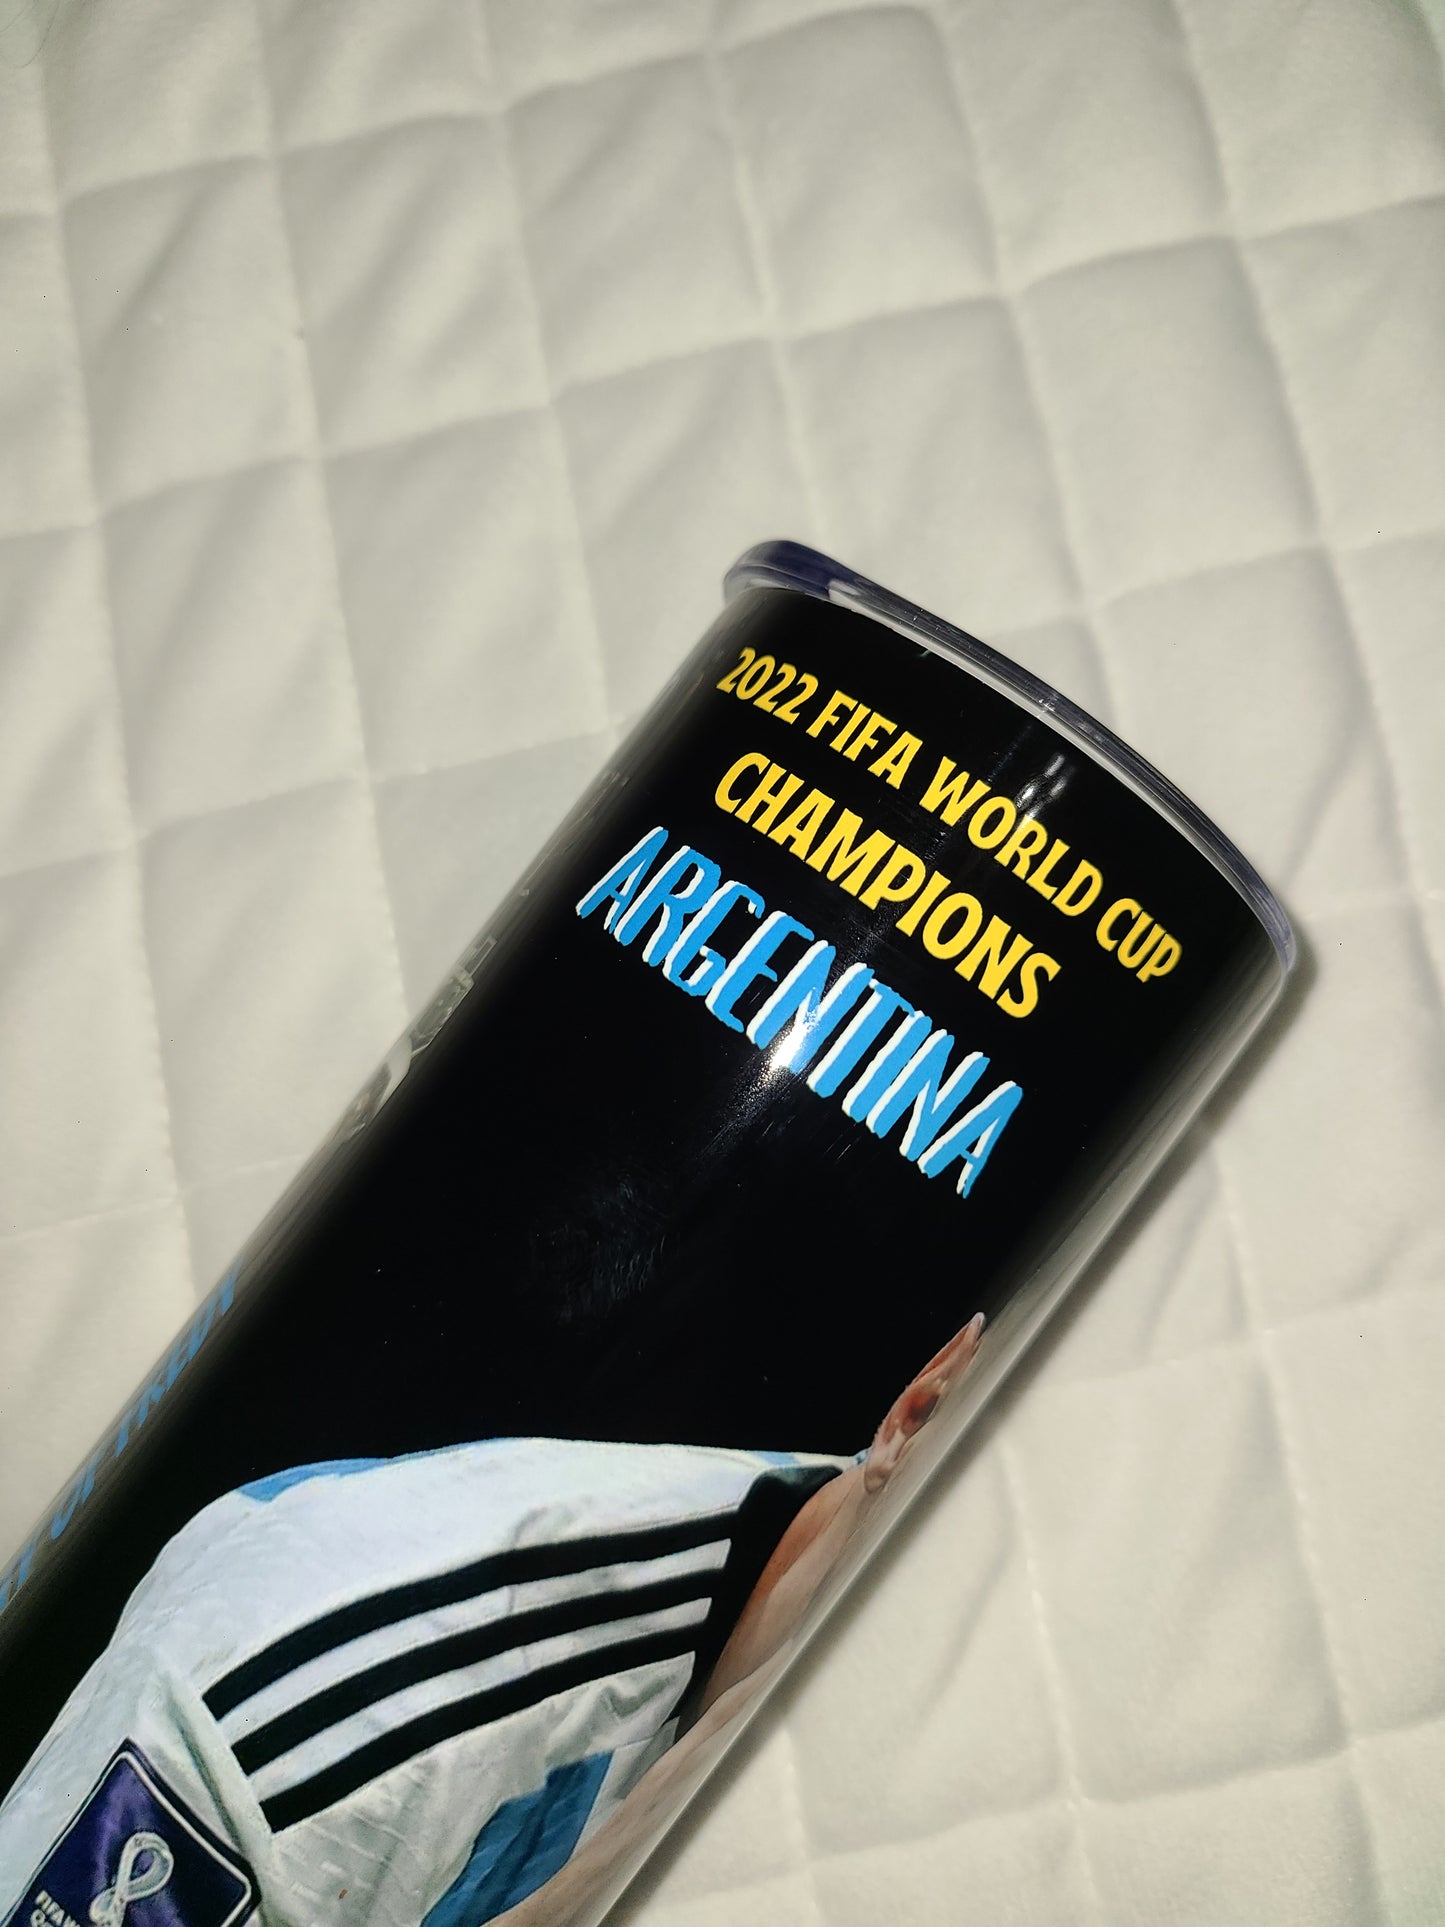 2022 FIFA WORLD CUP
CHAMPIONS
ARGENTINA